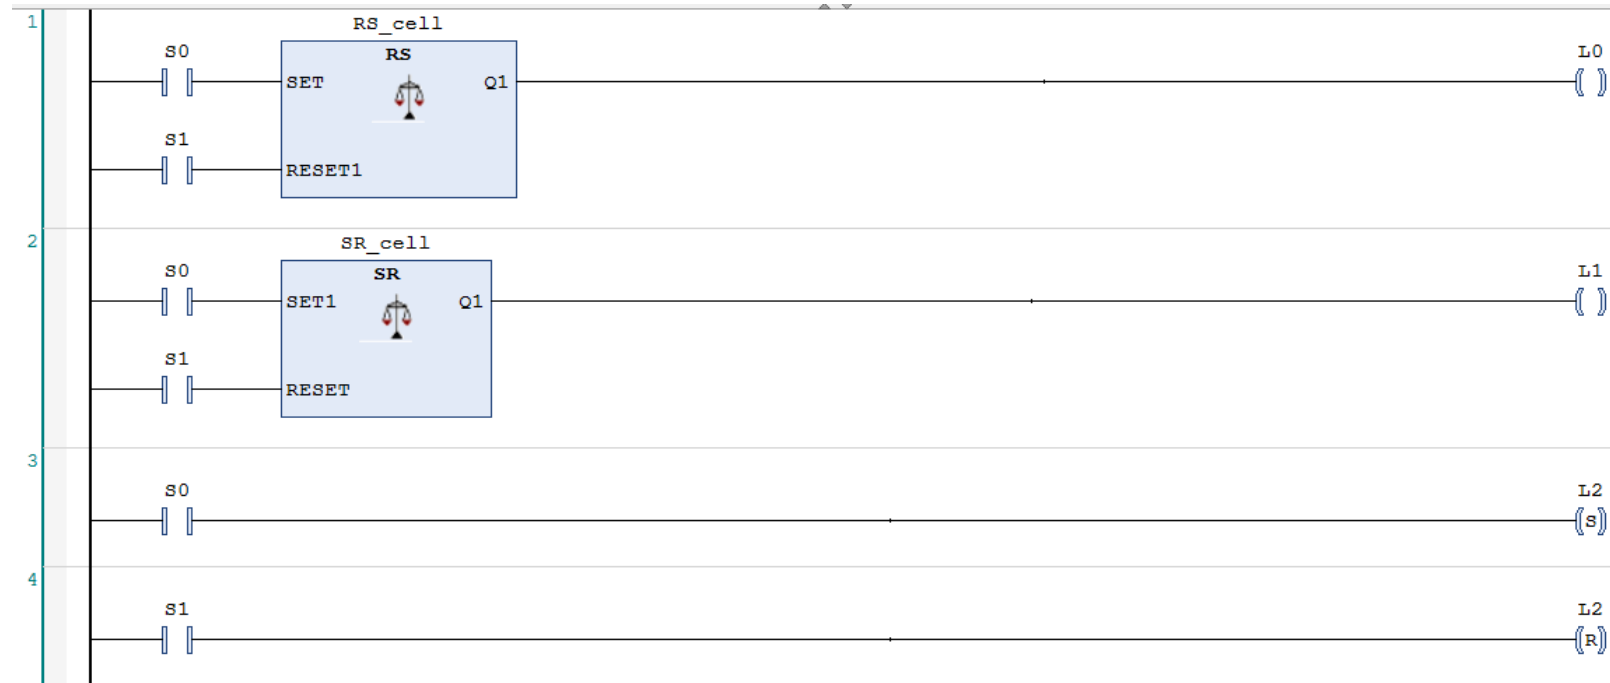 1
RS_cell
S0
RS
L0
SET
Q1
S1
RESET1
2
SR_cell
S0
SR
L1
SET1
Q1
S1
RESET
3
S0
L2
S
4
S1
L2
R